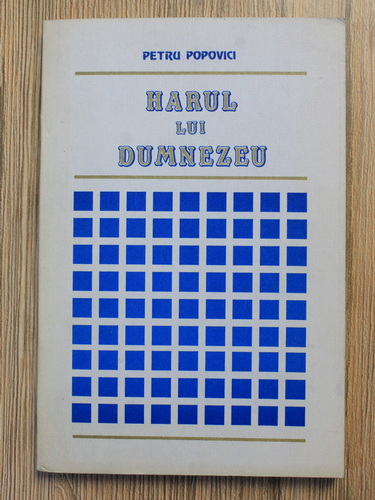 PETRU POPOVICI
HARUL
LUI
DUMNEZEU